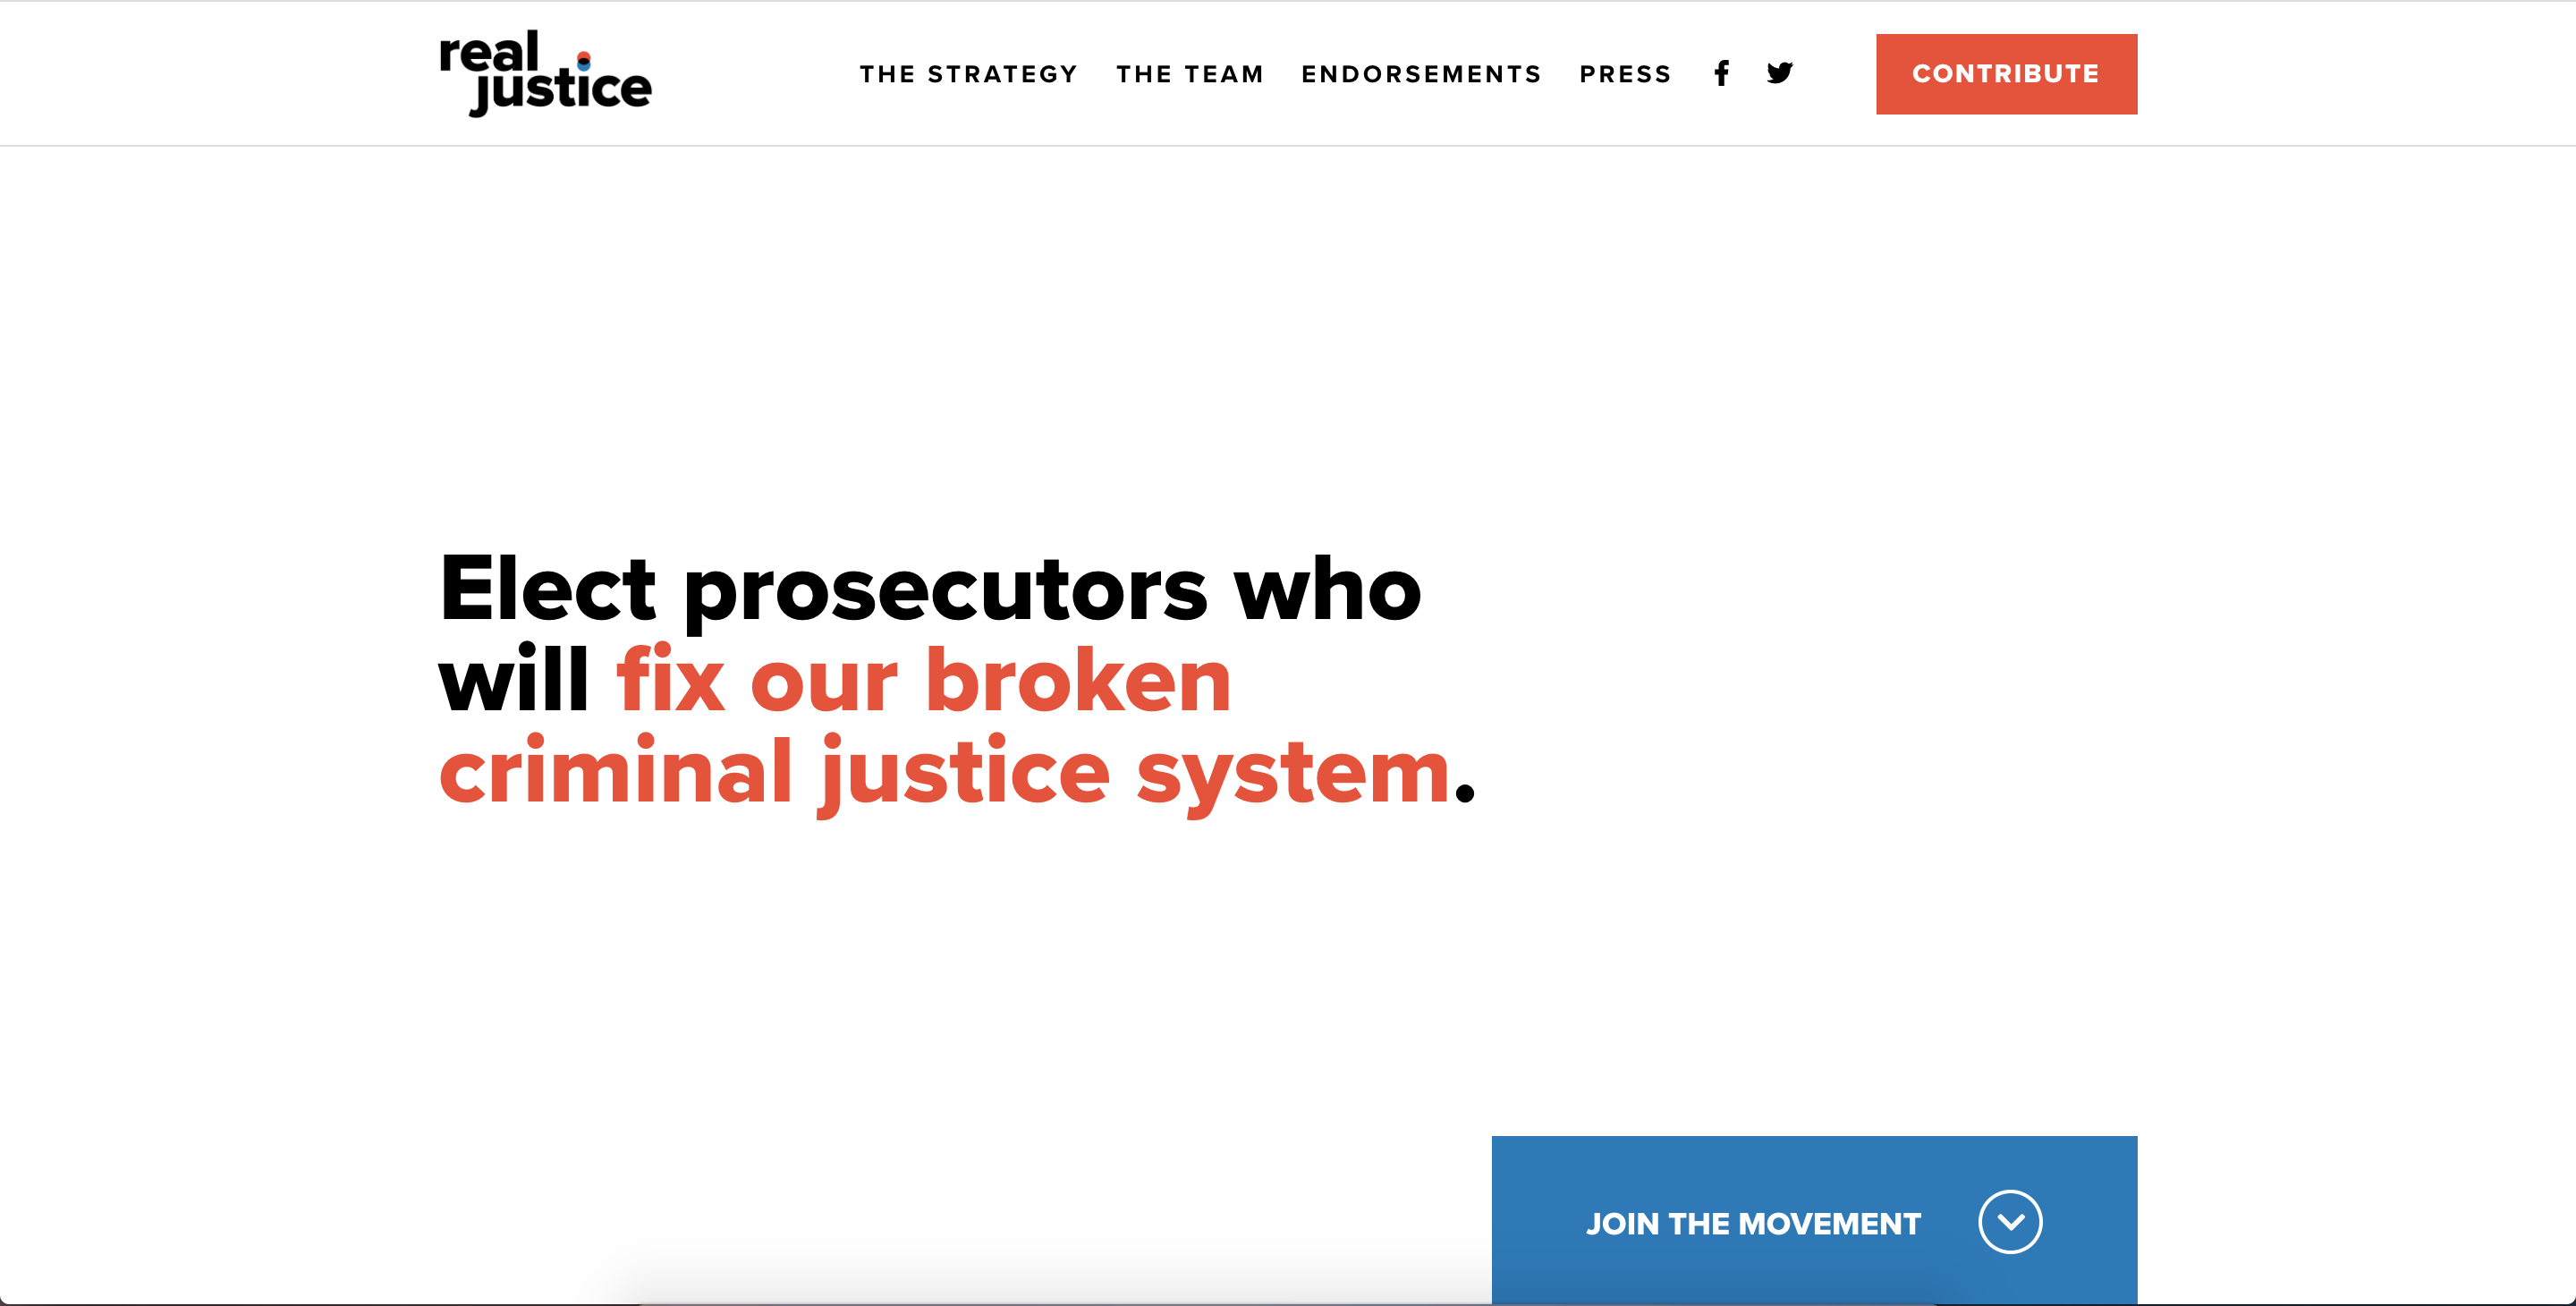 real
justice
THE STRATEGY THE TEAM ENDORSEMENTS PRESS CONTRIBUTE
Elect prosecutors who
will fix our broken
criminal justice system.
JOIN THE MOVEMENT